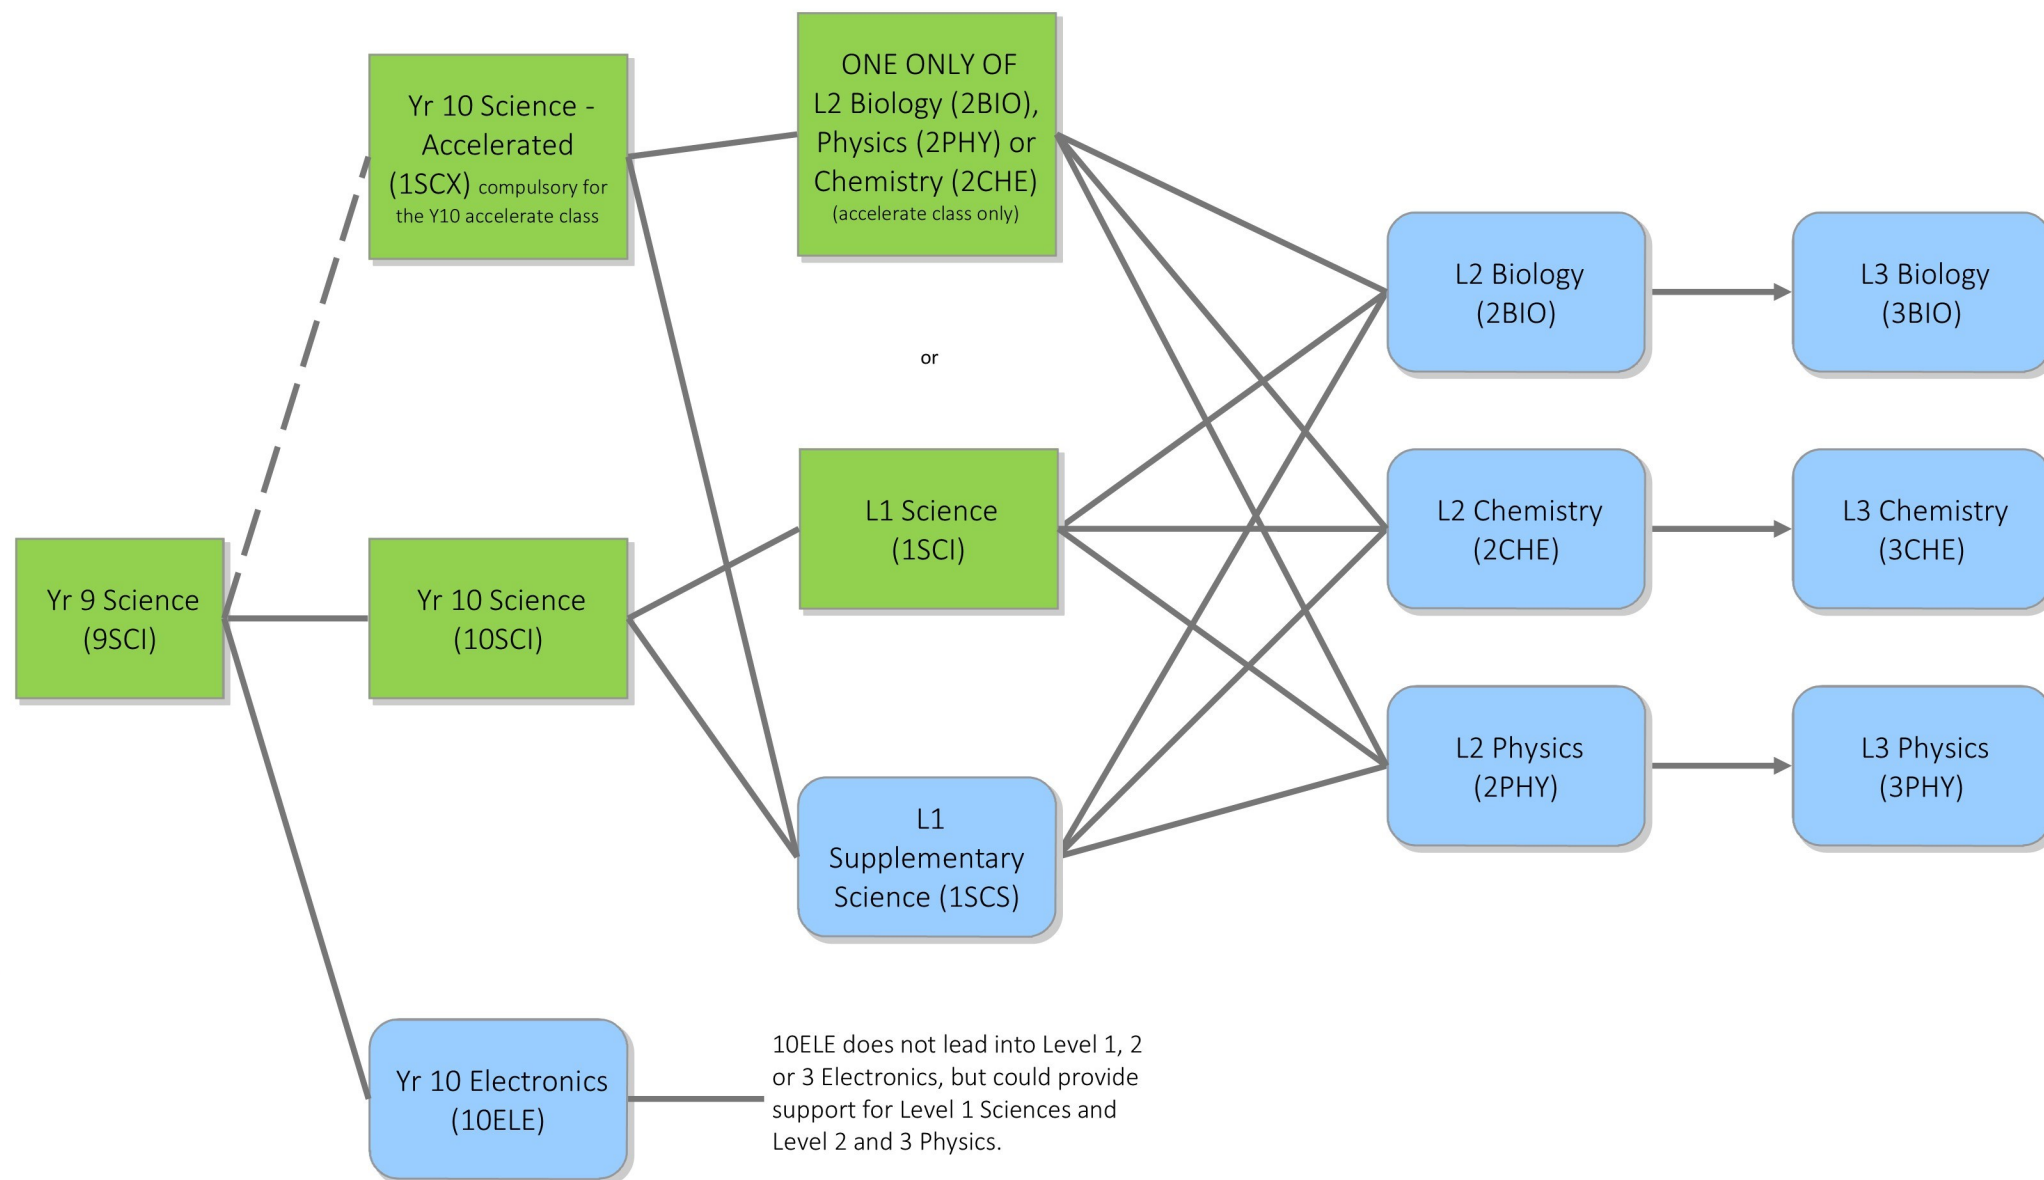 Yr 9 Science
(9SCI)
Yr 10 Science -
Accelerated
(1SCX) compulsory for
the Y10 accelerate class
Yr 10 Science
(10SCI)
Yr 10 Electronics
(10ELE)
ONE ONLY OF
L2 Biology (2BIO),
Physics (2PHY) or
Chemistry (2CHE)
(accelerate class only)
or
L1 Science
(1SCI)
L1
Supplementary
Science (1SCS)
10ELE does not lead into Level 1, 2
or 3 Electronics, but could provide
support for Level 1 Sciences and
Level 2 and 3 Physics.
L2 Biology
(2BIO)
L2 Chemistry
(2CHE)
L2 Physics
(2PHY)
L3 Biology
(3BIO)
L3 Chemistry
(3CHE)
L3 Physics
(3PHY)